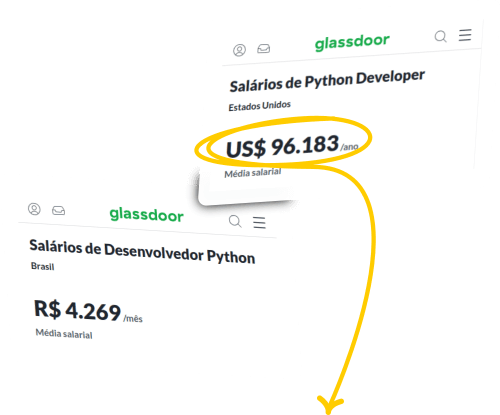 glassdoor
Salários de Python Developer
Estados Unidos
US$ 96.183 /ano
Média salarial
glassdoor
Salários de Desenvolvedor Python
Brasil
R$ 4.269 /mês
Média salarial